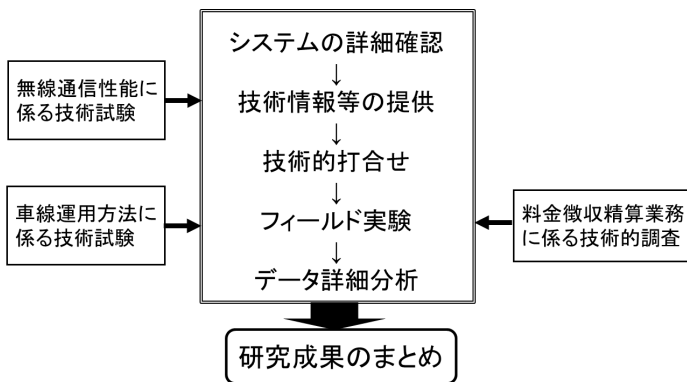 システムの詳細確認
↓
無線通信性能に
係る技術試験
技術情報等の提供
↓
技術的打合せ
↓
車線運用方法に
係る技術試験
フィールド実験
料金徴収精算業務
に係る技術的調査
↓
データ詳細分析
研究成果のまとめ